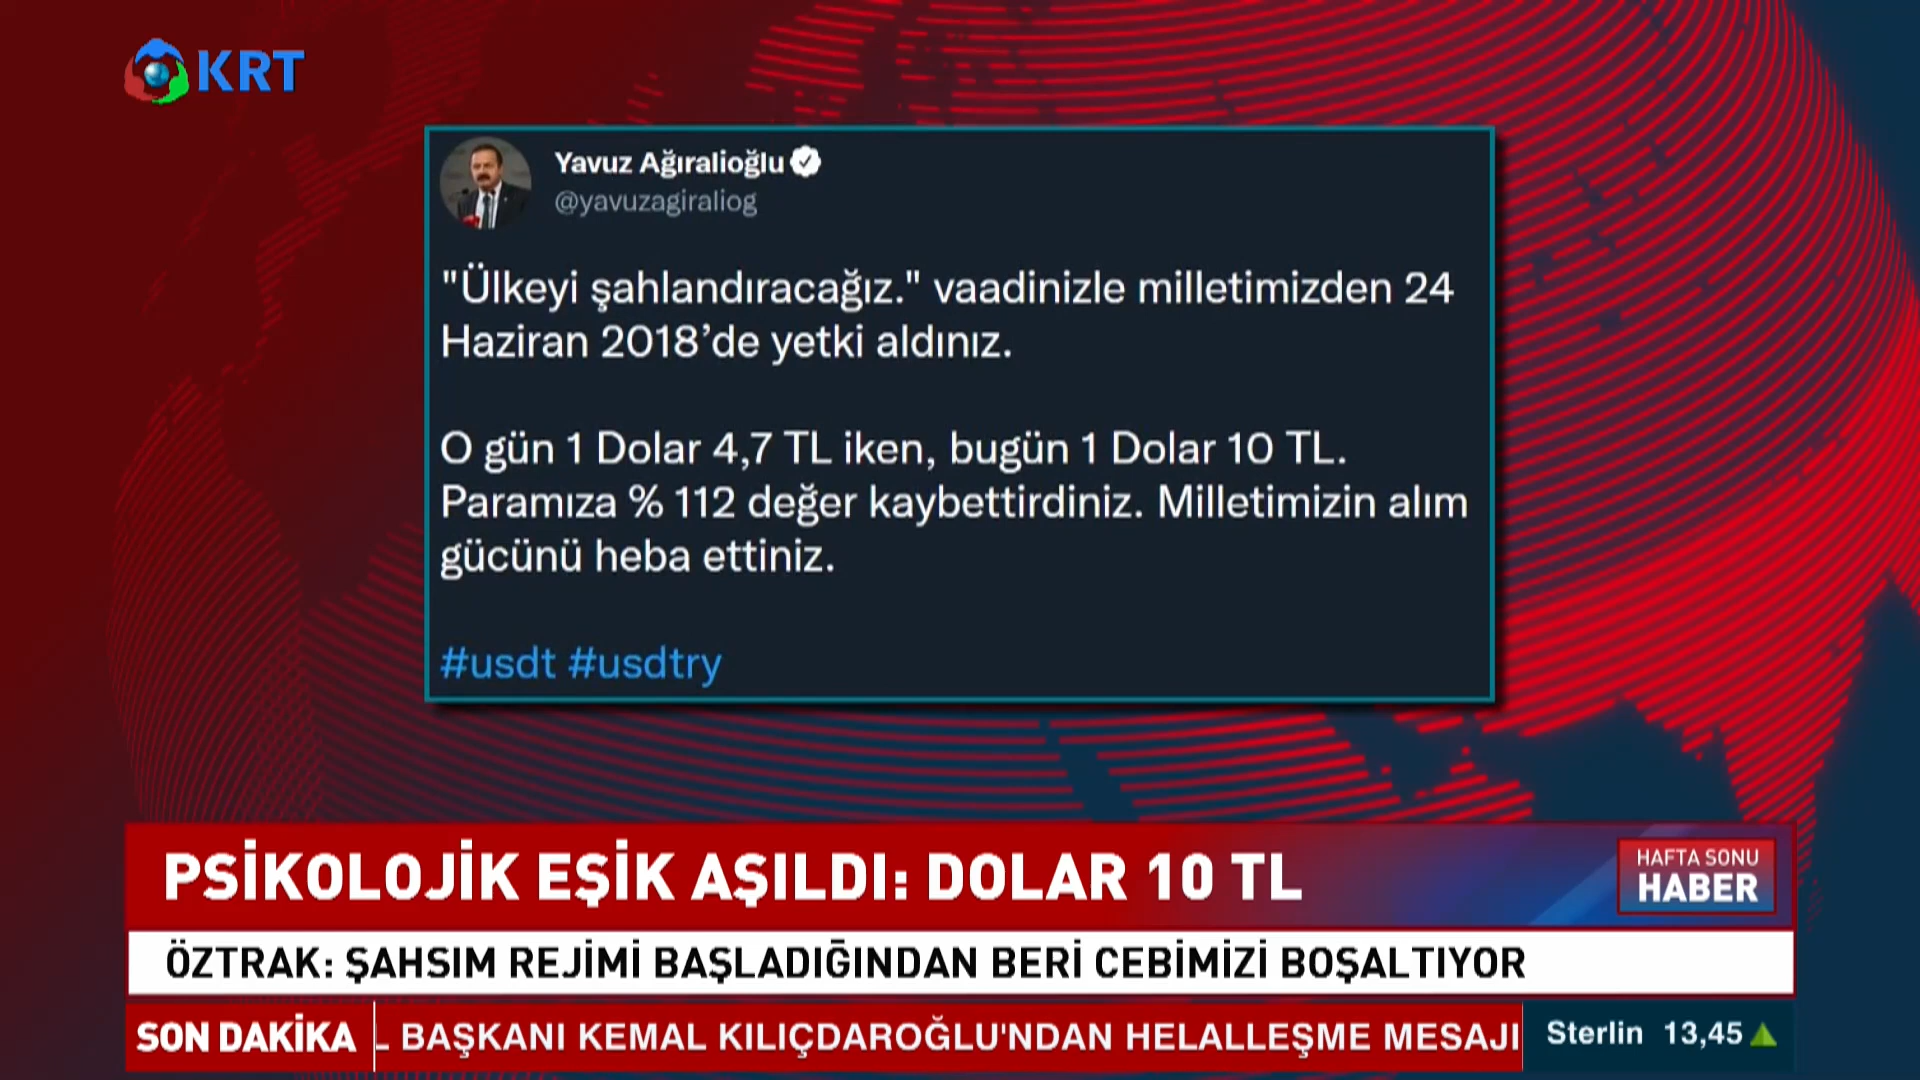 KRT
Yavuz Ağıralioğlu
@yavuzagiraliog
"Ülkeyi şahlandıracağız." vaadinizle milletimizden 24
Haziran 2018’de yetki aldınız.
O gün 1 Dolar 4,7 TL iken, bugün 1 Dolar 10 TL.
Paramıza % 112 değer kaybettirdiniz. Milletimizin alım
gücünü heba ettiniz.
#usdt #usdtry
PSİKOLOJİK EŞİK AŞILDI: DOLAR 10 TL
HAFTA SONU
HABER
ÖZTRAK: ŞAHSIM REJİMİ BAŞLADIĞINDAN BERİ CEBİMİZİ BOŞALTIYOR
SON DAKİKA
L BAŞKANI KEMAL KILIÇDAROĞLU'NDAN HELALLEŞME MESAJI
Sterlin 13,45